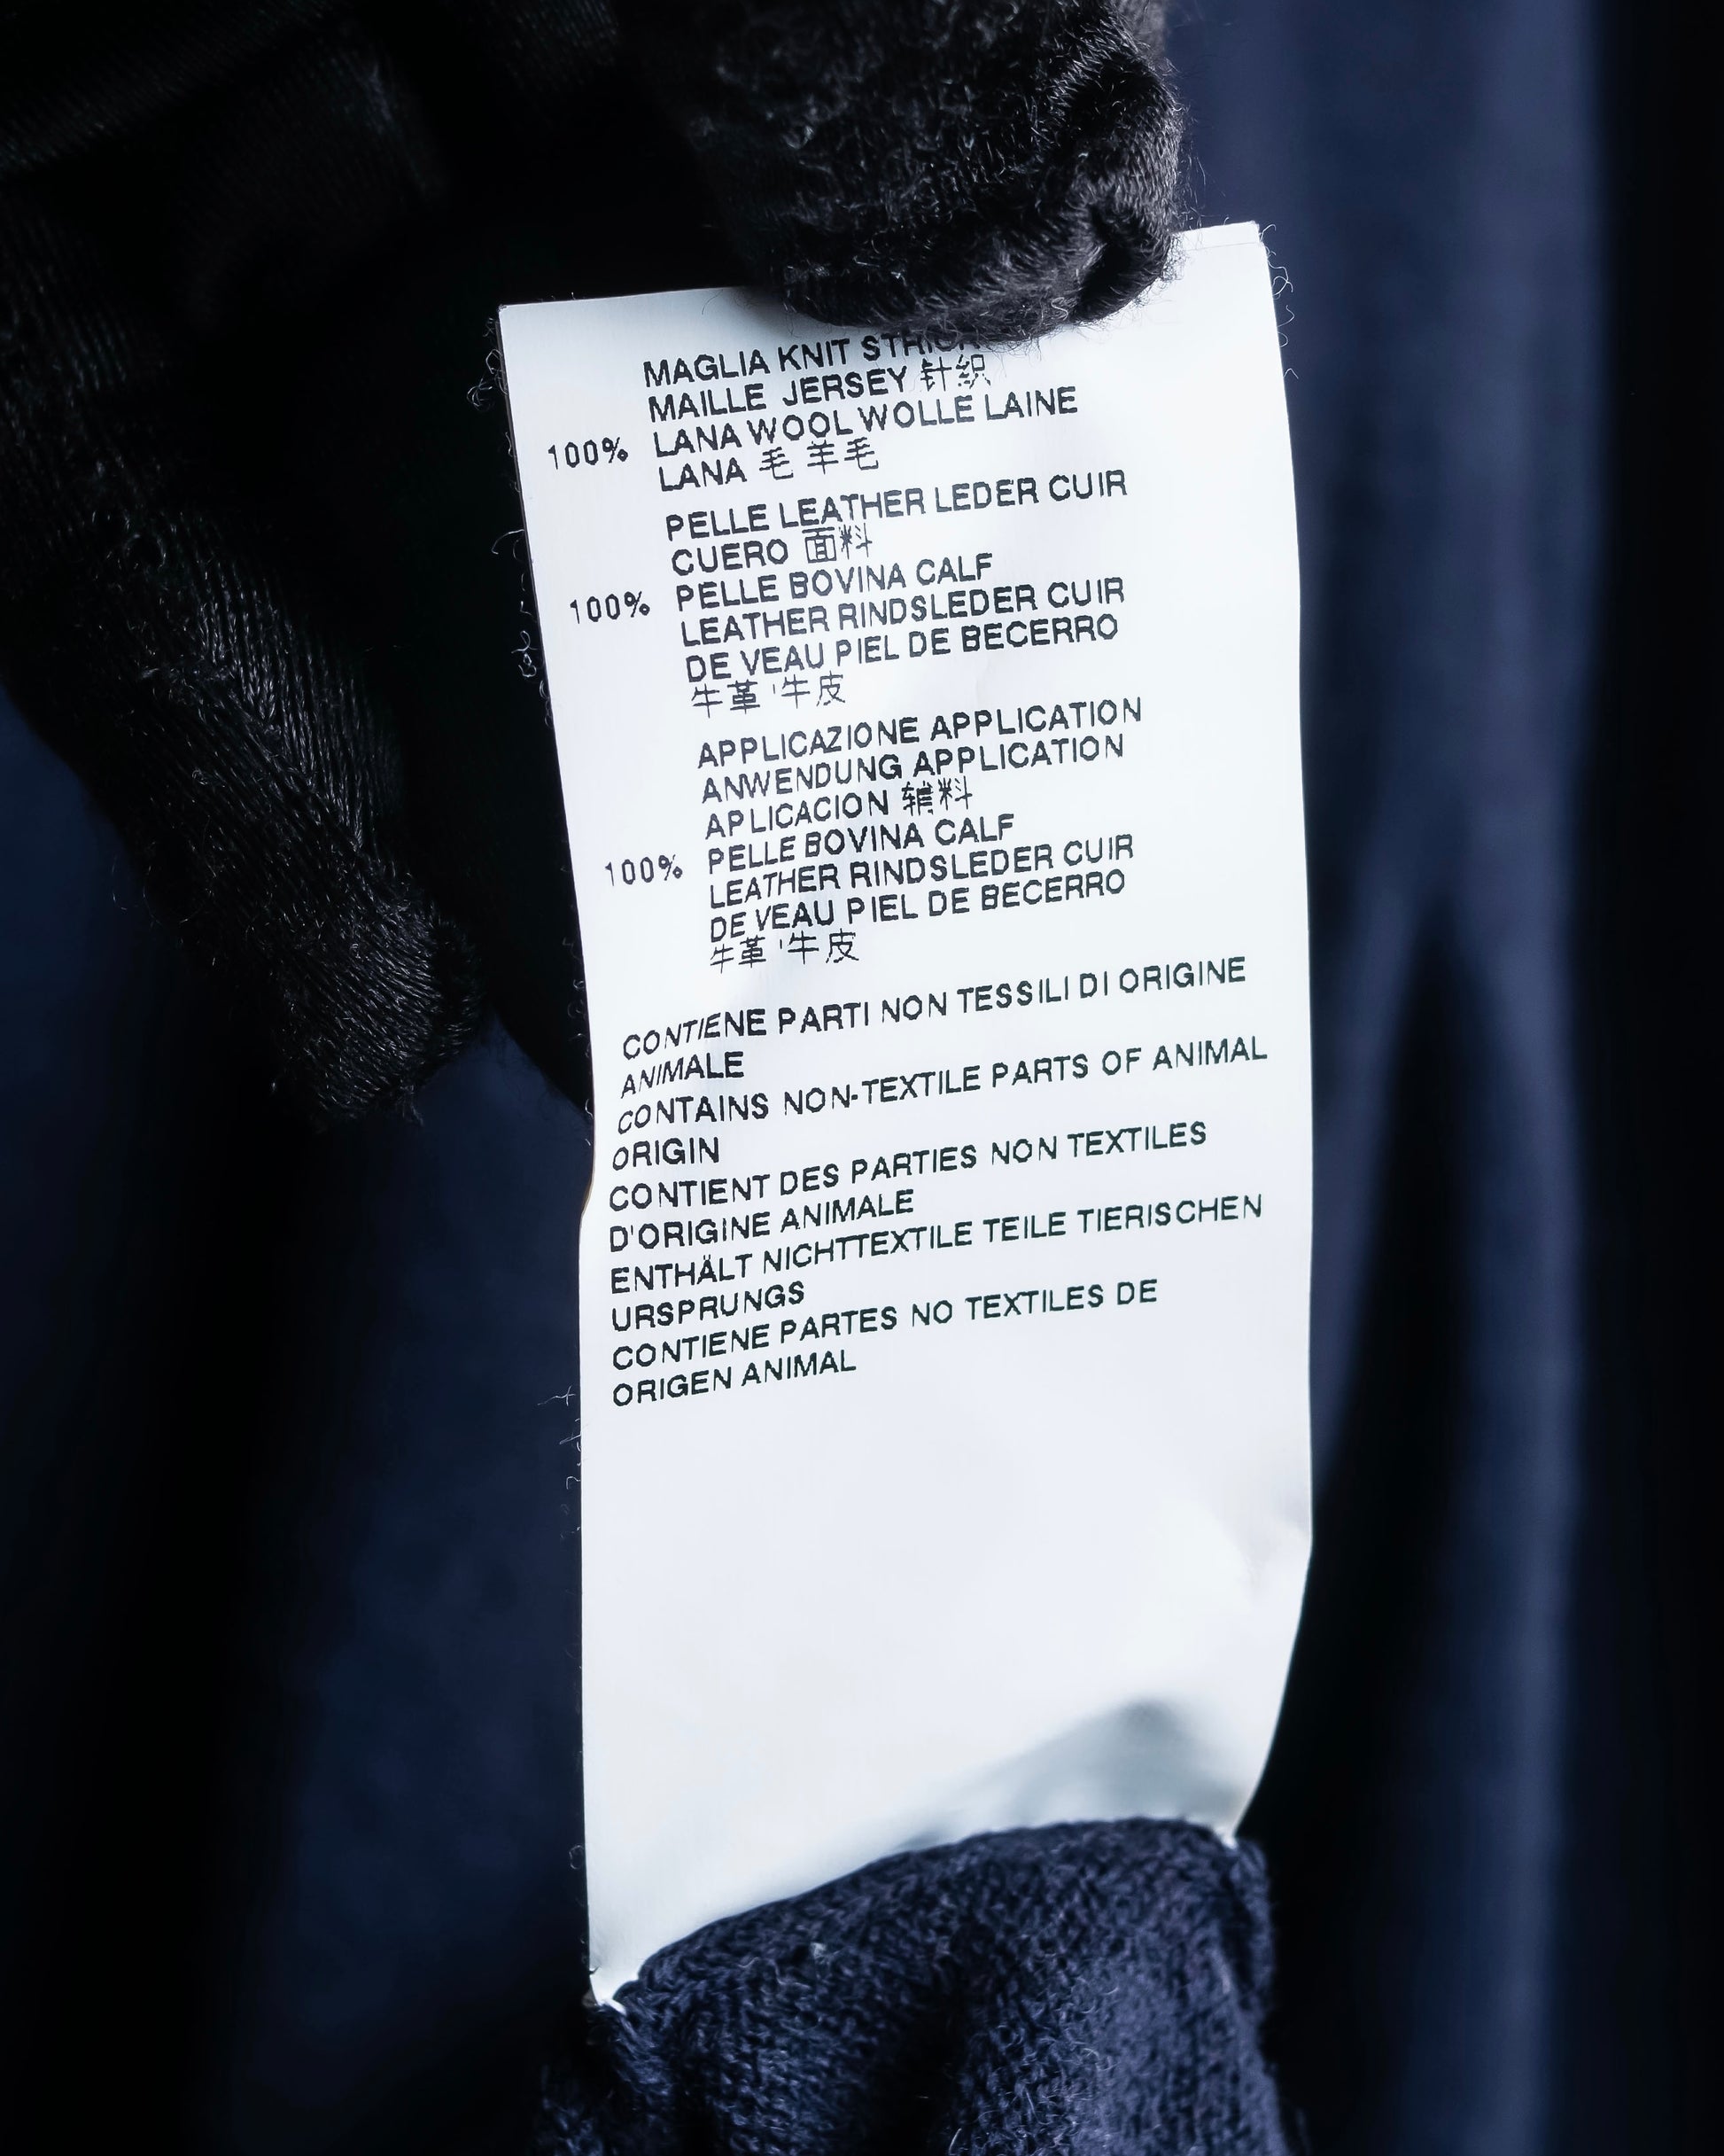 MAGLIA KNIT
MAILLE JERSEY 针织
100% LANA WOOL WOLLE LAINE
LANA 毛 羊毛
PELLE LEATHER LEDER CUIR
CUERO 面料
100% PELLE BOVINA CALF
LEATHER RINDSLEDER CUIR
DE VEAU PIEL DE BECERRO
牛革 '牛皮
APPLICAZIONE APPLICATION
ANWENDUNG APPLICATION
APLICACION 辅料
100% PELLE BOVINA CALF
LEATHER RINDSLEDER CUIR
DE VEAU PIEL DE BECERRO
牛革 '牛皮
CONTIENE PARTI NON TESSILI DI ORIGINE
ANIMALE
CONTAINS NON-TEXTILE PARTS OF ANIMAL
ORIGIN
CONTIENT DES PARTIES NON TEXTILES
D'ORIGINE ANIMALE
ENTHÄLT NICHTTEXTILE TEILE TIERISCHEN
URSPRUNGS
CONTIENE PARTES NO TEXTILES DE
ORIGEN ANIMAL